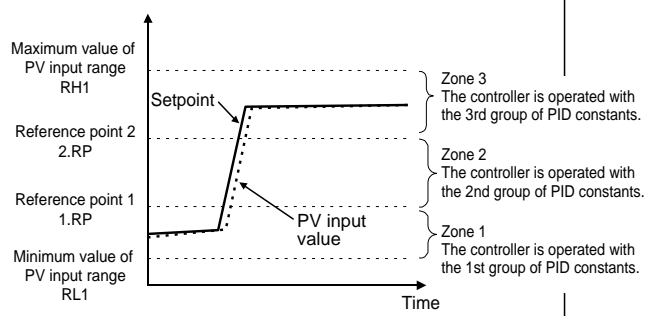 Maximum value of
PV input range
RH1
Setpoint
Reference point 2
2.RP
Reference point 1
1.RP
PV input
value
Minimum value of
PV input range
RL1
Time
Zone 3
The controller is operated with
the 3rd group of PID constants.
Zone 2
The controller is operated with
the 2nd group of PID constants.
Zone 1
The controller is operated with
the 1st group of PID constants.